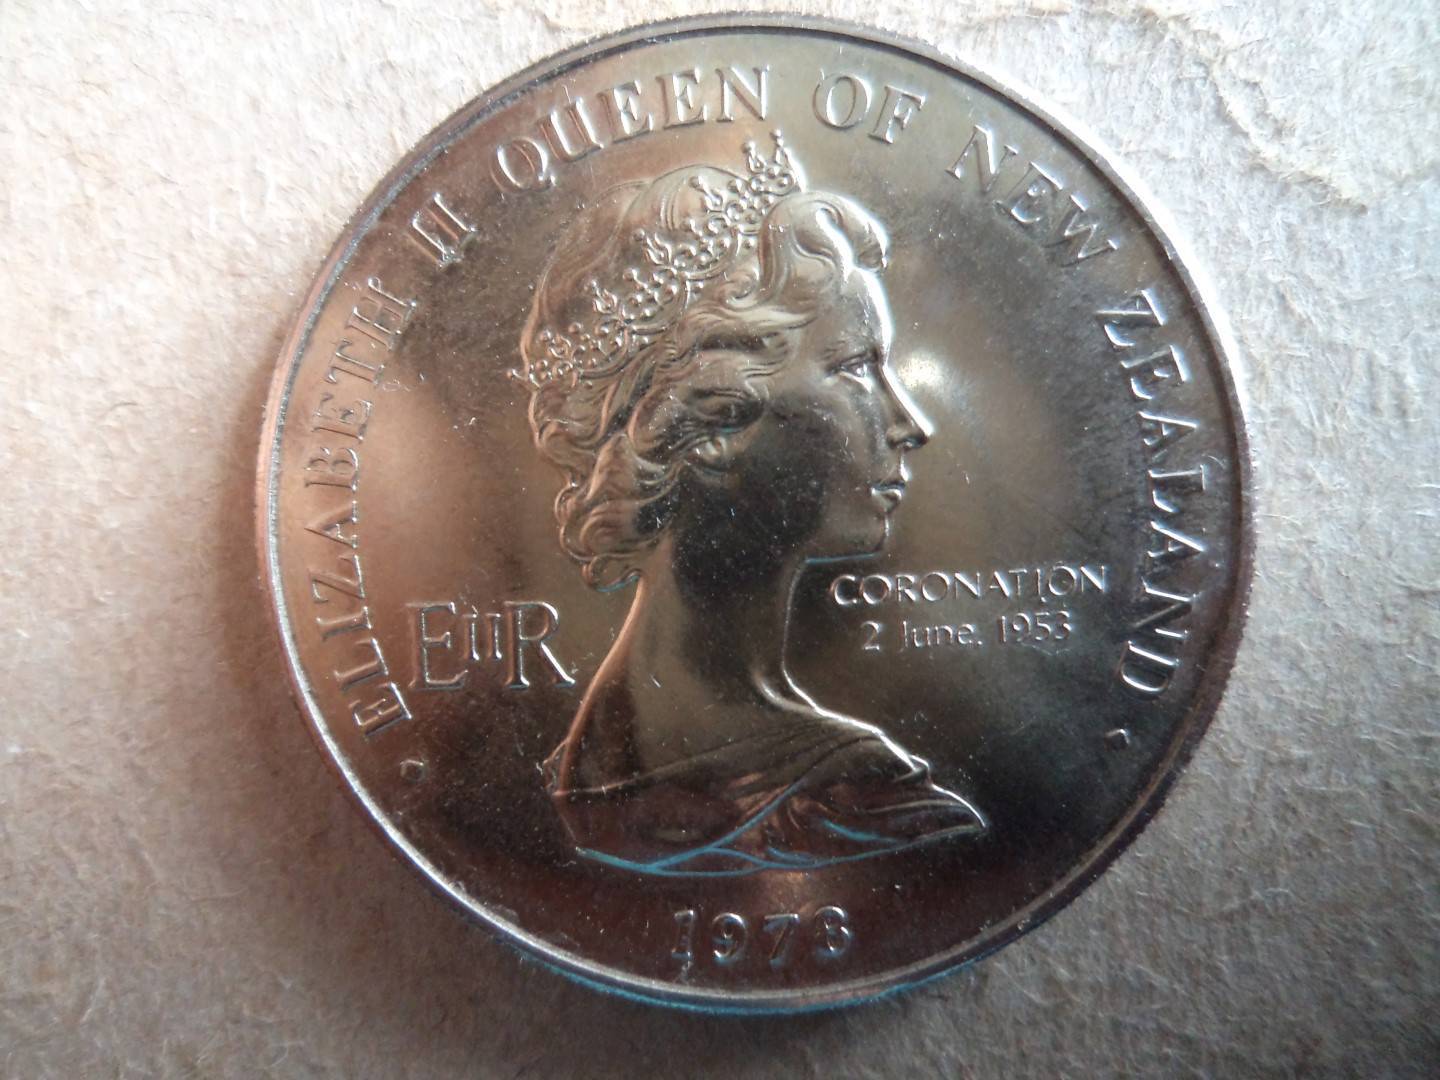 ELIZABETH II QUEEN OF NEW ZEALAND
EIIR
CORONATION
2 June. 1953
1978